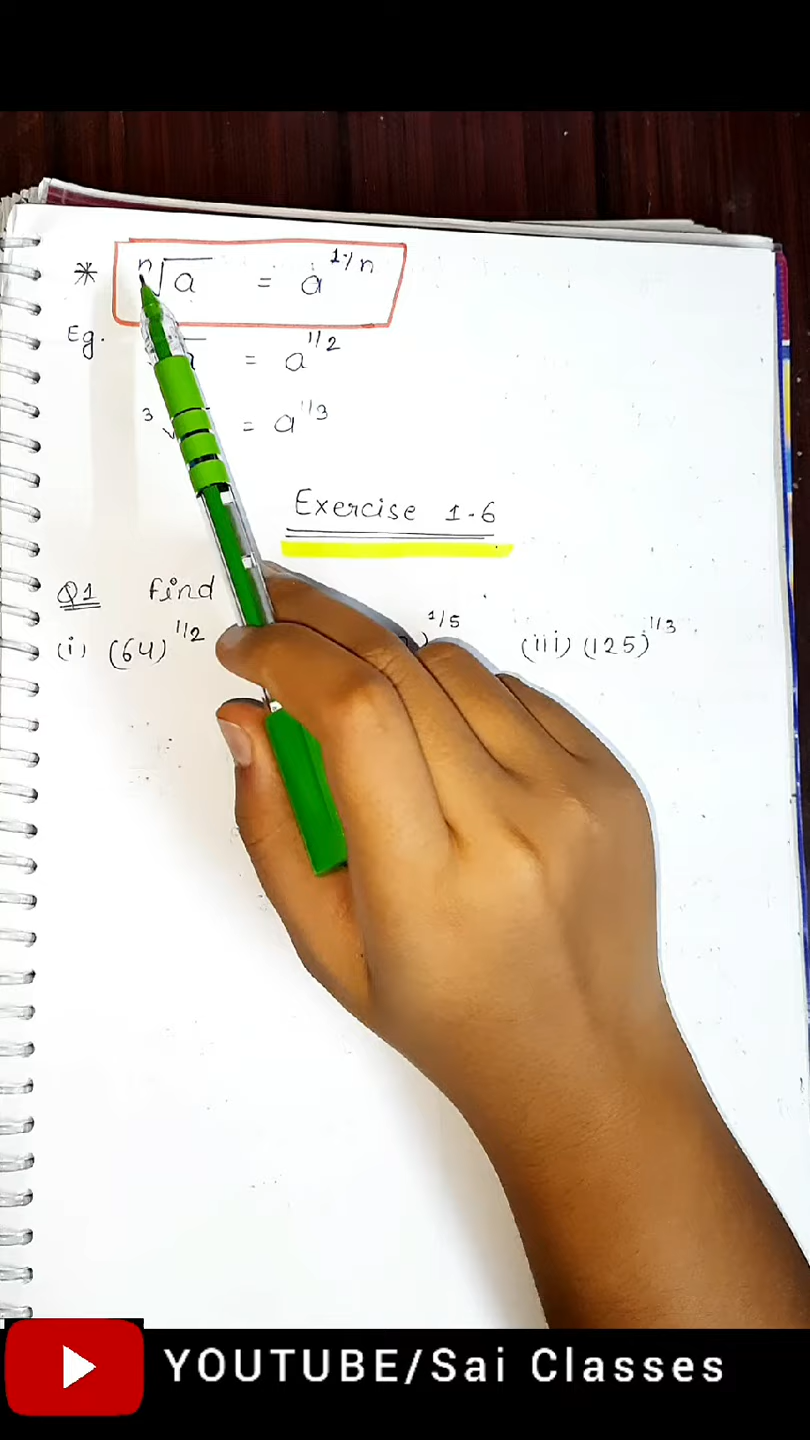 * ⁿ√a = a^1/n
Eg. = a^1/2
3 = a^1/3
Exercise 1.6
Q1 Find
(i) (64)^1/2 )^1/5 (iii) (125)^1/3
YOUTUBE/Sai Classes